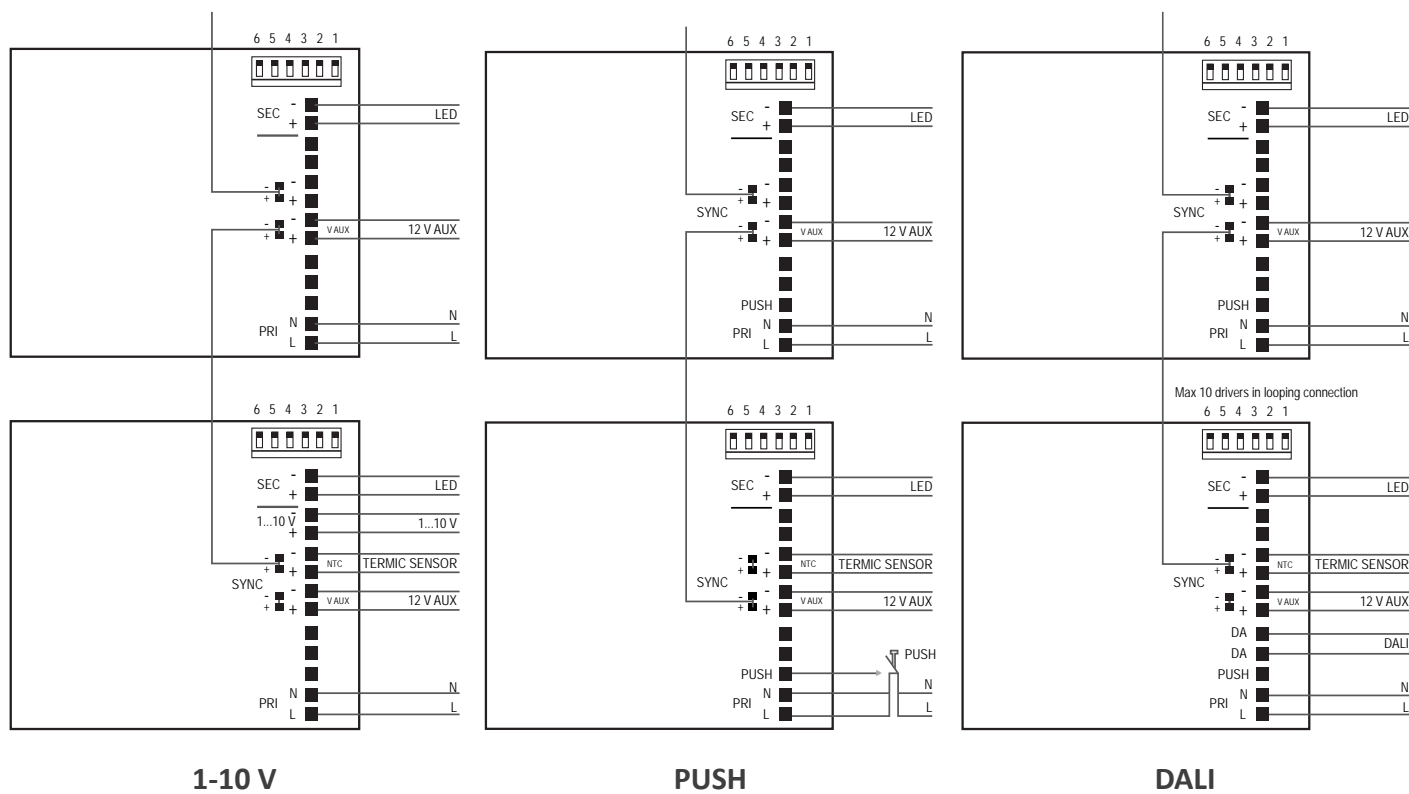 6 5 4 3 2 1
SEC
-
+
LED
-
+
-
+
-
+
-
+
V AUX
12 V AUX
PRI
N
L
N
L
6 5 4 3 2 1
SEC
-
+
LED
1...10 V
-
+
1...10 V
-
+
-
+
NTC
TERMIC SENSOR
SYNC
-
+
-
+
V AUX
12 V AUX
PRI
N
L
N
L
1-10 V
6 5 4 3 2 1
SEC
-
+
LED
-
+
-
+
SYNC
-
+
-
+
V AUX
12 V AUX
PUSH
PRI
N
L
N
L
6 5 4 3 2 1
SEC
-
+
LED
-
+
-
+
NTC
TERMIC SENSOR
SYNC
-
+
-
+
V AUX
12 V AUX
PUSH
PUSH
PRI
N
L
N
L
PUSH
6 5 4 3 2 1
SEC
-
+
LED
-
+
-
+
SYNC
-
+
-
+
V AUX
12 V AUX
PUSH
PRI
N
L
N
L
Max 10 drivers in looping connection
6 5 4 3 2 1
SEC
-
+
LED
-
+
-
+
NTC
TERMIC SENSOR
SYNC
-
+
-
+
V AUX
12 V AUX
DA
DA
DALI
PUSH
PRI
N
L
N
L
DALI